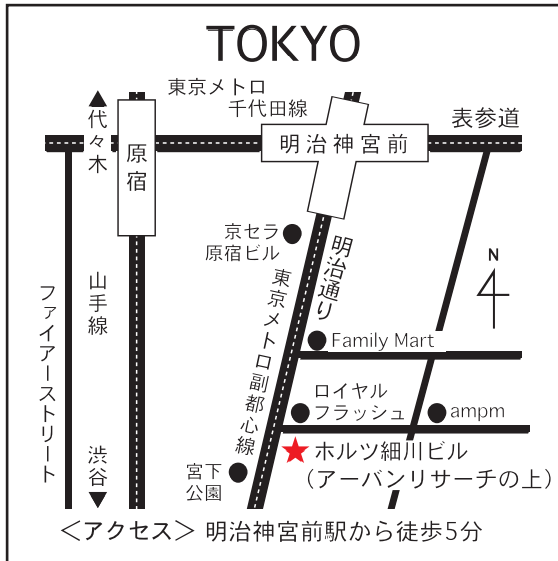 TOKYO
東京メトロ
千代田線
表参道
代々木
原宿
明治神宮前
京セラ
原宿ビル
明治通り
N
山手線
東京メトロ副都心線
ファイアーストリート
Family Mart
ロイヤル
フラッシュ
ampm
渋谷
宮下
公園
ホルツ細川ビル
(アーバンリサーチの上)
<アクセス> 明治神宮前駅から徒歩5分